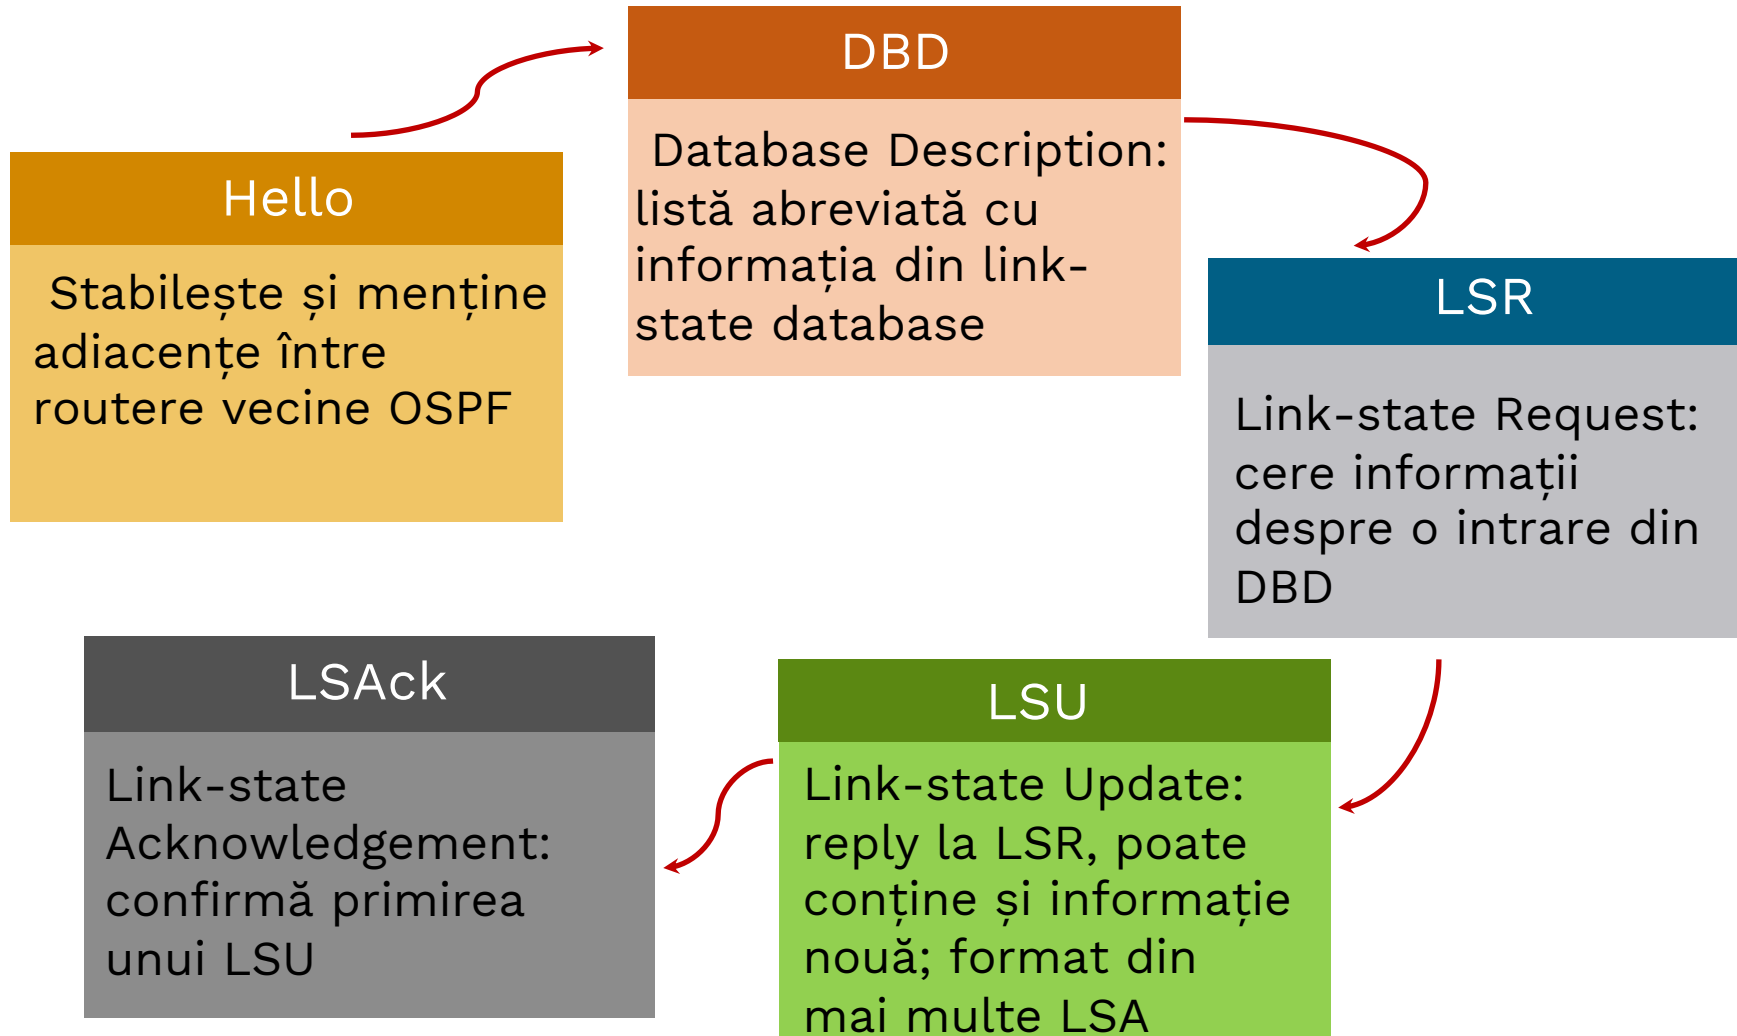 Hello
Stabilește și menține
adiacențe între
routere vecine OSPF
DBD
Database Description:
listă abreviată cu
informația din link-
state database
LSR
Link-state Request:
cere informații
despre o intrare din
DBD
LSU
Link-state Update:
reply la LSR, poate
conține și informație
nouă; format din
mai multe LSA
LSAck
Link-state
Acknowledgement:
confirmă primirea
unui LSU